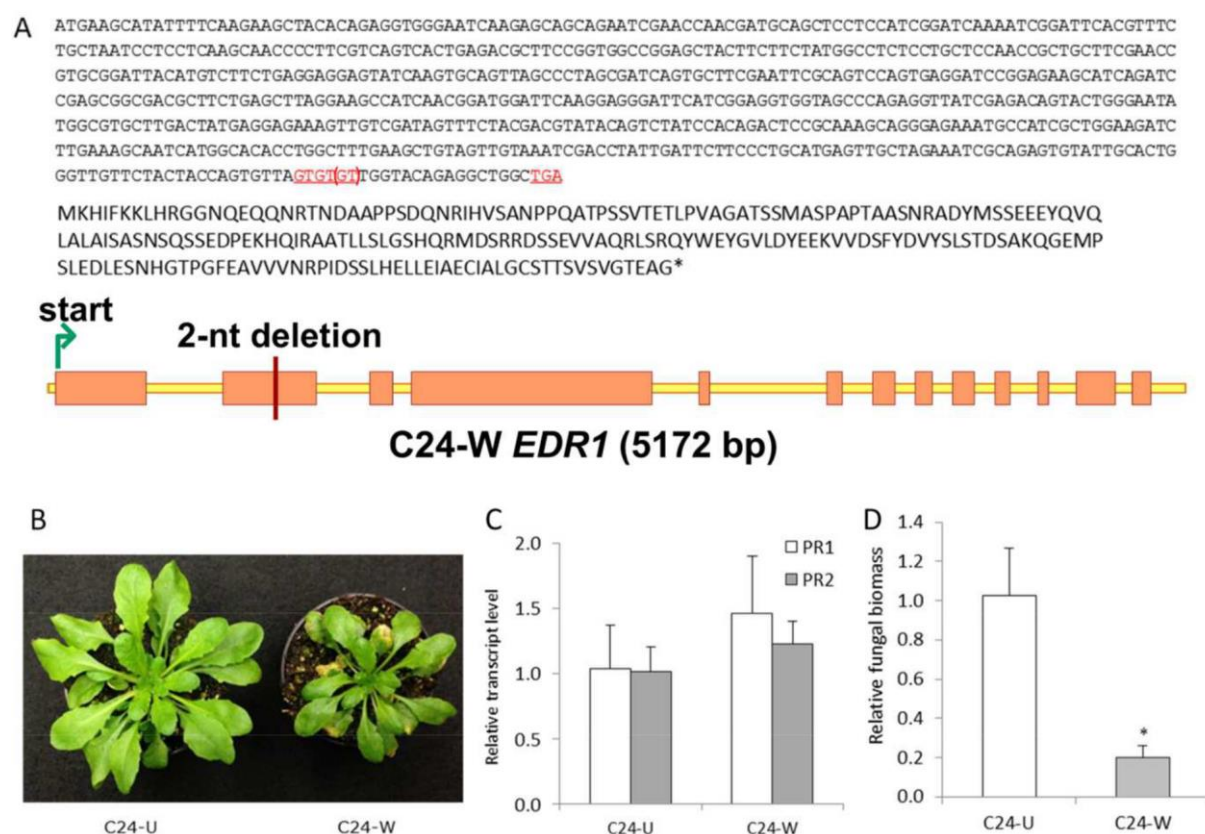 A
ATGAAGCATATTTTCAAGAAGCTACACAGAGGTGGGAATCAAGAGCAGCAGAATCGAACCAACGATGCAGCTCCTCCATCGGATCAAAATCGGATTCACGTTTC
TGCTAATCCTCCTCAAGCAACCCCTTCGTCAGTCACTGAGACGCTTCCGGTGGCCGGAGCTACTTCTTCTATGGCCTCTCCTGCTCCAACCGCTGCTTCGAACC
GTGCGGATTACATGTCTTCTGAGGAGGAGTATCAAGTGCAGTTAGCCCTAGCGATCAGTGCTTCGAATTCGCAGTCCAGTGAGGATCCGGAGAAGCATCAGATC
CGAGCGGCGACGCTTCTGAGCTTAGGAAGCCATCAACGGATGGATTCAAGGAGGGATTCATCGGAGGTGGTAGCCCAGAGGTTATCGAGACAGTACTGGGAATA
TGGCGTGCTTGACTATGAGGAGAAAGTTGTCGATAGTTTCTACGACGTATACAGTCTATCCACAGACTCCGCAAAGCAGGGAGAAATGCCATCGCTGGAAGATC
TTGAAAGCAATCATGGCACACCTGGCTTTGAAGCTGTAGTTGTAAATCGACCTATTGATTCTTCCCTGCATGAGTTGCTAGAAATCGCAGAGTGTATTGCACTG
GGTTGTTCTACTACCAGTGTTAGTGT(GT)TGGTACAGAGGCTGGCTGA
MKHIFKKLHRGGNQEQQNRTNDAAPPSDQNRIHVSANPPQATPSSVTETLPVAGATSSMASPAPTAASNRADYMSSEEEYQVQ
LALAISASNSQSSEDPEKHQIRAATLLSLGSHQRMDSRRDSSEVVAQRLSRQYWEYGVLDYEEKVVDSFYDVYSLSTDSAKQGEMP
SLEDLESNHGTPGFEAVVVNRPIDSSLHELLEIAECIALGCSTTSVSVGTEAG*
start
2-nt deletion
C24-W EDR1 (5172 bp)
B
C24-U
C24-W
C
Relative transcript level
2.0
1.5
1.0
0.5
0.0
PR1
PR2
C24-U
C24-W
D
Relative fungal biomass
1.4
1.2
1.0
0.8
0.6
0.4
0.2
0.0
*
C24-U
C24-W